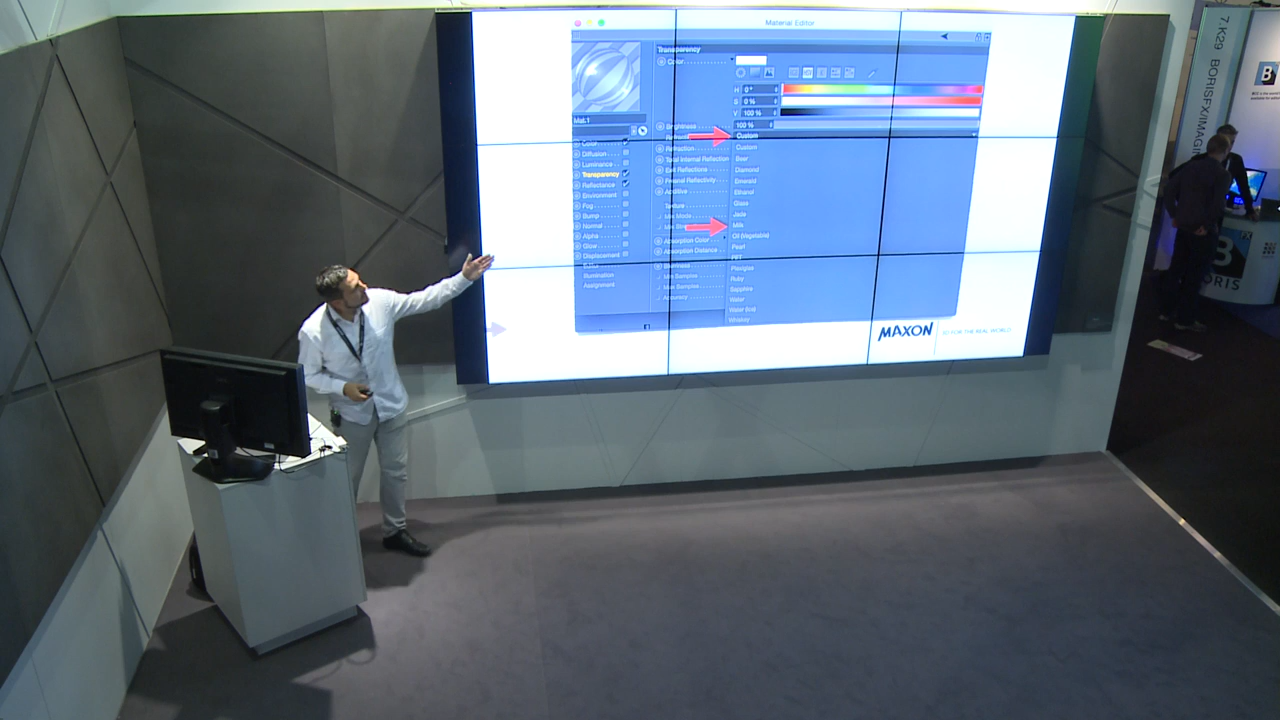 Material Editor
Transparency
Color
H 0°
S 0 %
V 100 %
Mat.1
Brightness 100 %
Custom
Color
Diffusion
Luminance
Transparency
Reflectance
Environment
Fog
Bump
Normal
Alpha
Glow
Displacement
Editor
Illumination
Assignment
Refraction
Total Internal Reflection
Exit Reflections
Fresnel Reflectivity
Additive
Texture
Mix Mode
Absorption Color
Absorption Distance
Min Samples
Max Samples
Accuracy
Custom
Beer
Diamond
Emerald
Ethanol
Glass
Jade
Milk
Oil (Vegetable)
Pearl
PET
Plexiglas
Ruby
Sapphire
Water
Water (Ice)
Whiskey
MAXON
3D FOR THE REAL WORLD
7.K29 BORISFX/IMAGIN
B
B
BORIS